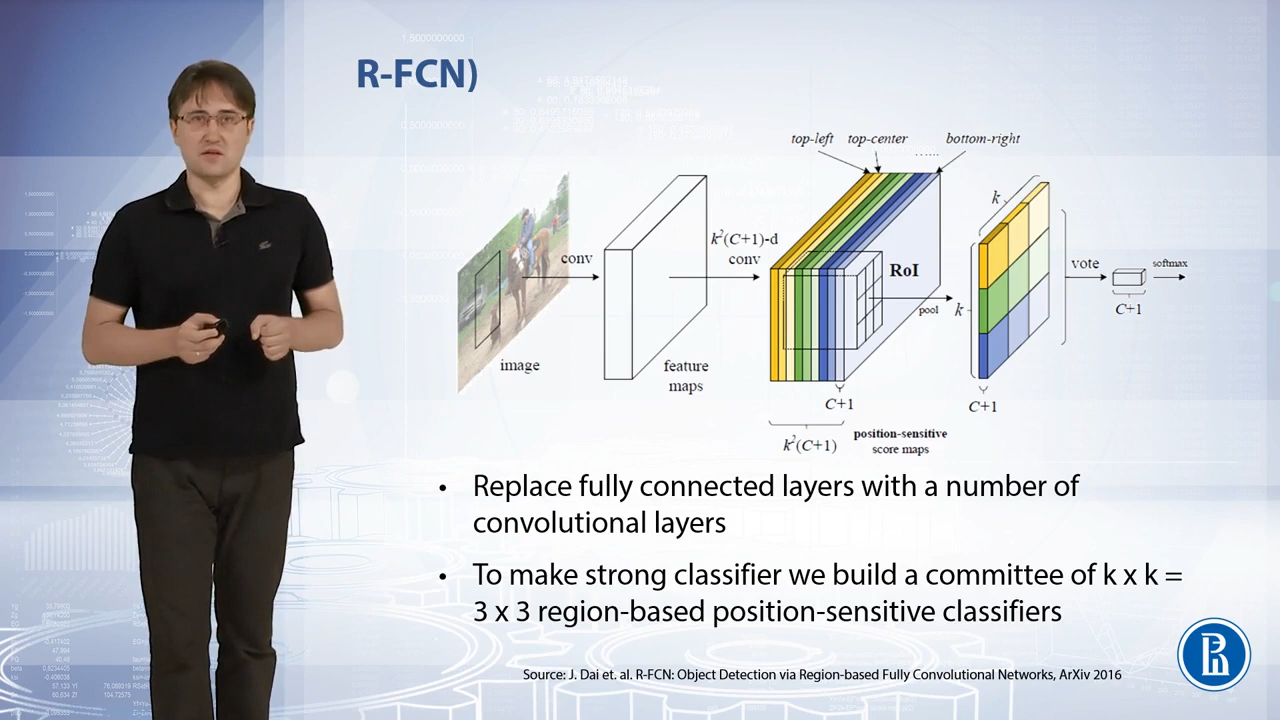 R-FCN)
top-left top-center bottom-right
......
k
k²(C+1)-d
conv
conv
RoI
pool
k
vote
softmax
C+1
image
feature
maps
C+1
C+1
k²(C+1)
position-sensitive
score maps
• Replace fully connected layers with a number of
convolutional layers
• To make strong classifier we build a committee of k x k =
3 x 3 region-based position-sensitive classifiers
Source: J. Dai et. al. R-FCN: Object Detection via Region-based Fully Convolutional Networks, ArXiv 2016